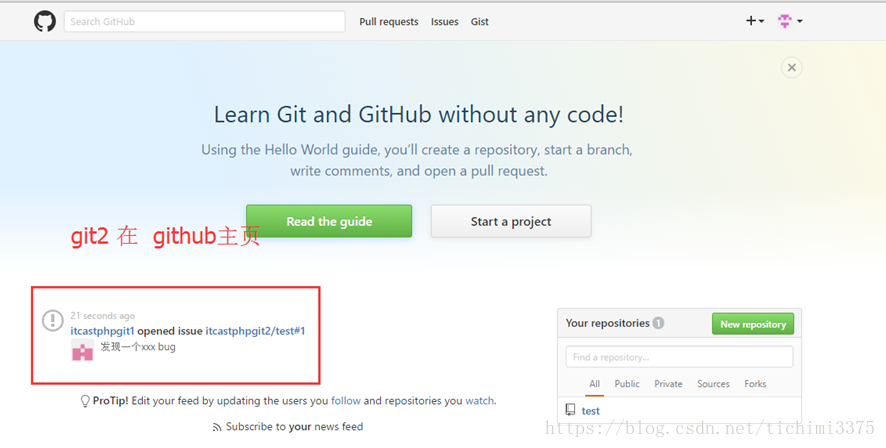 Search GitHub
Pull requests Issues Gist
Learn Git and GitHub without any code!
Using the Hello World guide, you'll create a repository, start a branch,
write comments, and open a pull request.
Read the guide
Start a project
git2 在 github主页
21 seconds ago
itcastphpgit1 opened issue itcastphpgit2/test#1
发现一个xxx bug
ProTip! Edit your feed by updating the users you follow and repositories you watch.
Subscribe to your news feed
Your repositories 1
New repository
Find a repository...
All Public Private Sources Forks
test
https://blog.csdn.net/tichimi3375